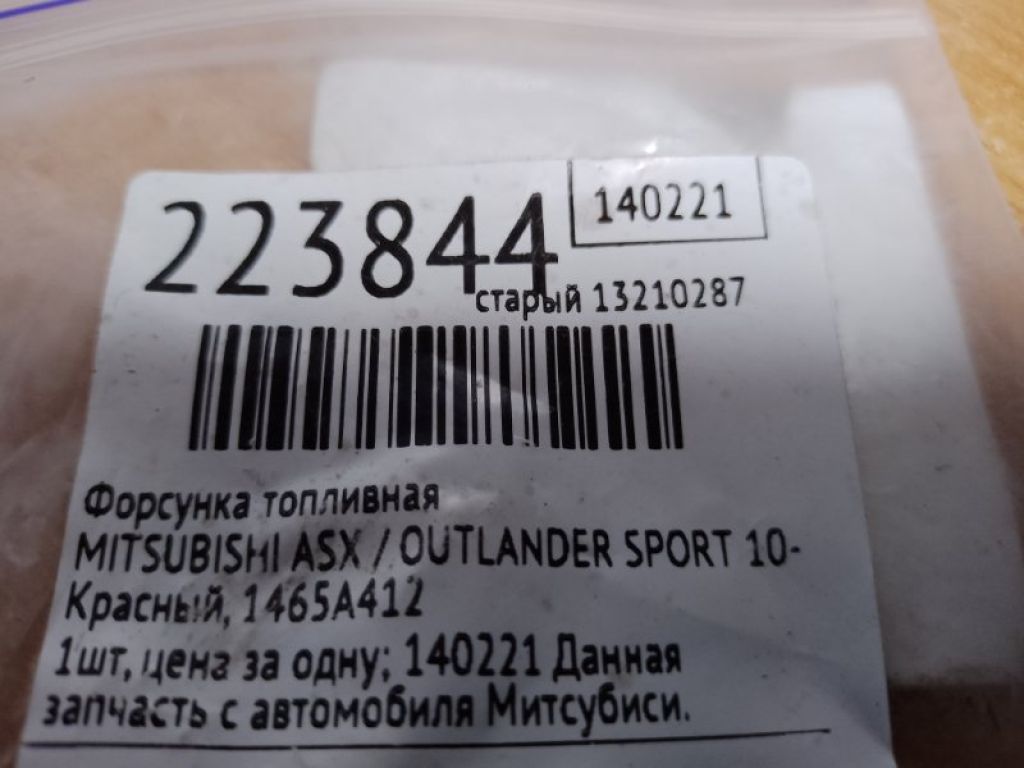 223844
140221
старый 13210287
Форсунка топливная
MITSUBISHI ASX / OUTLANDER SPORT 10-
Красный, 1465A412
1шт, цена за одну; 140221 Данная
запчасть с автомобиля Митсубиси.